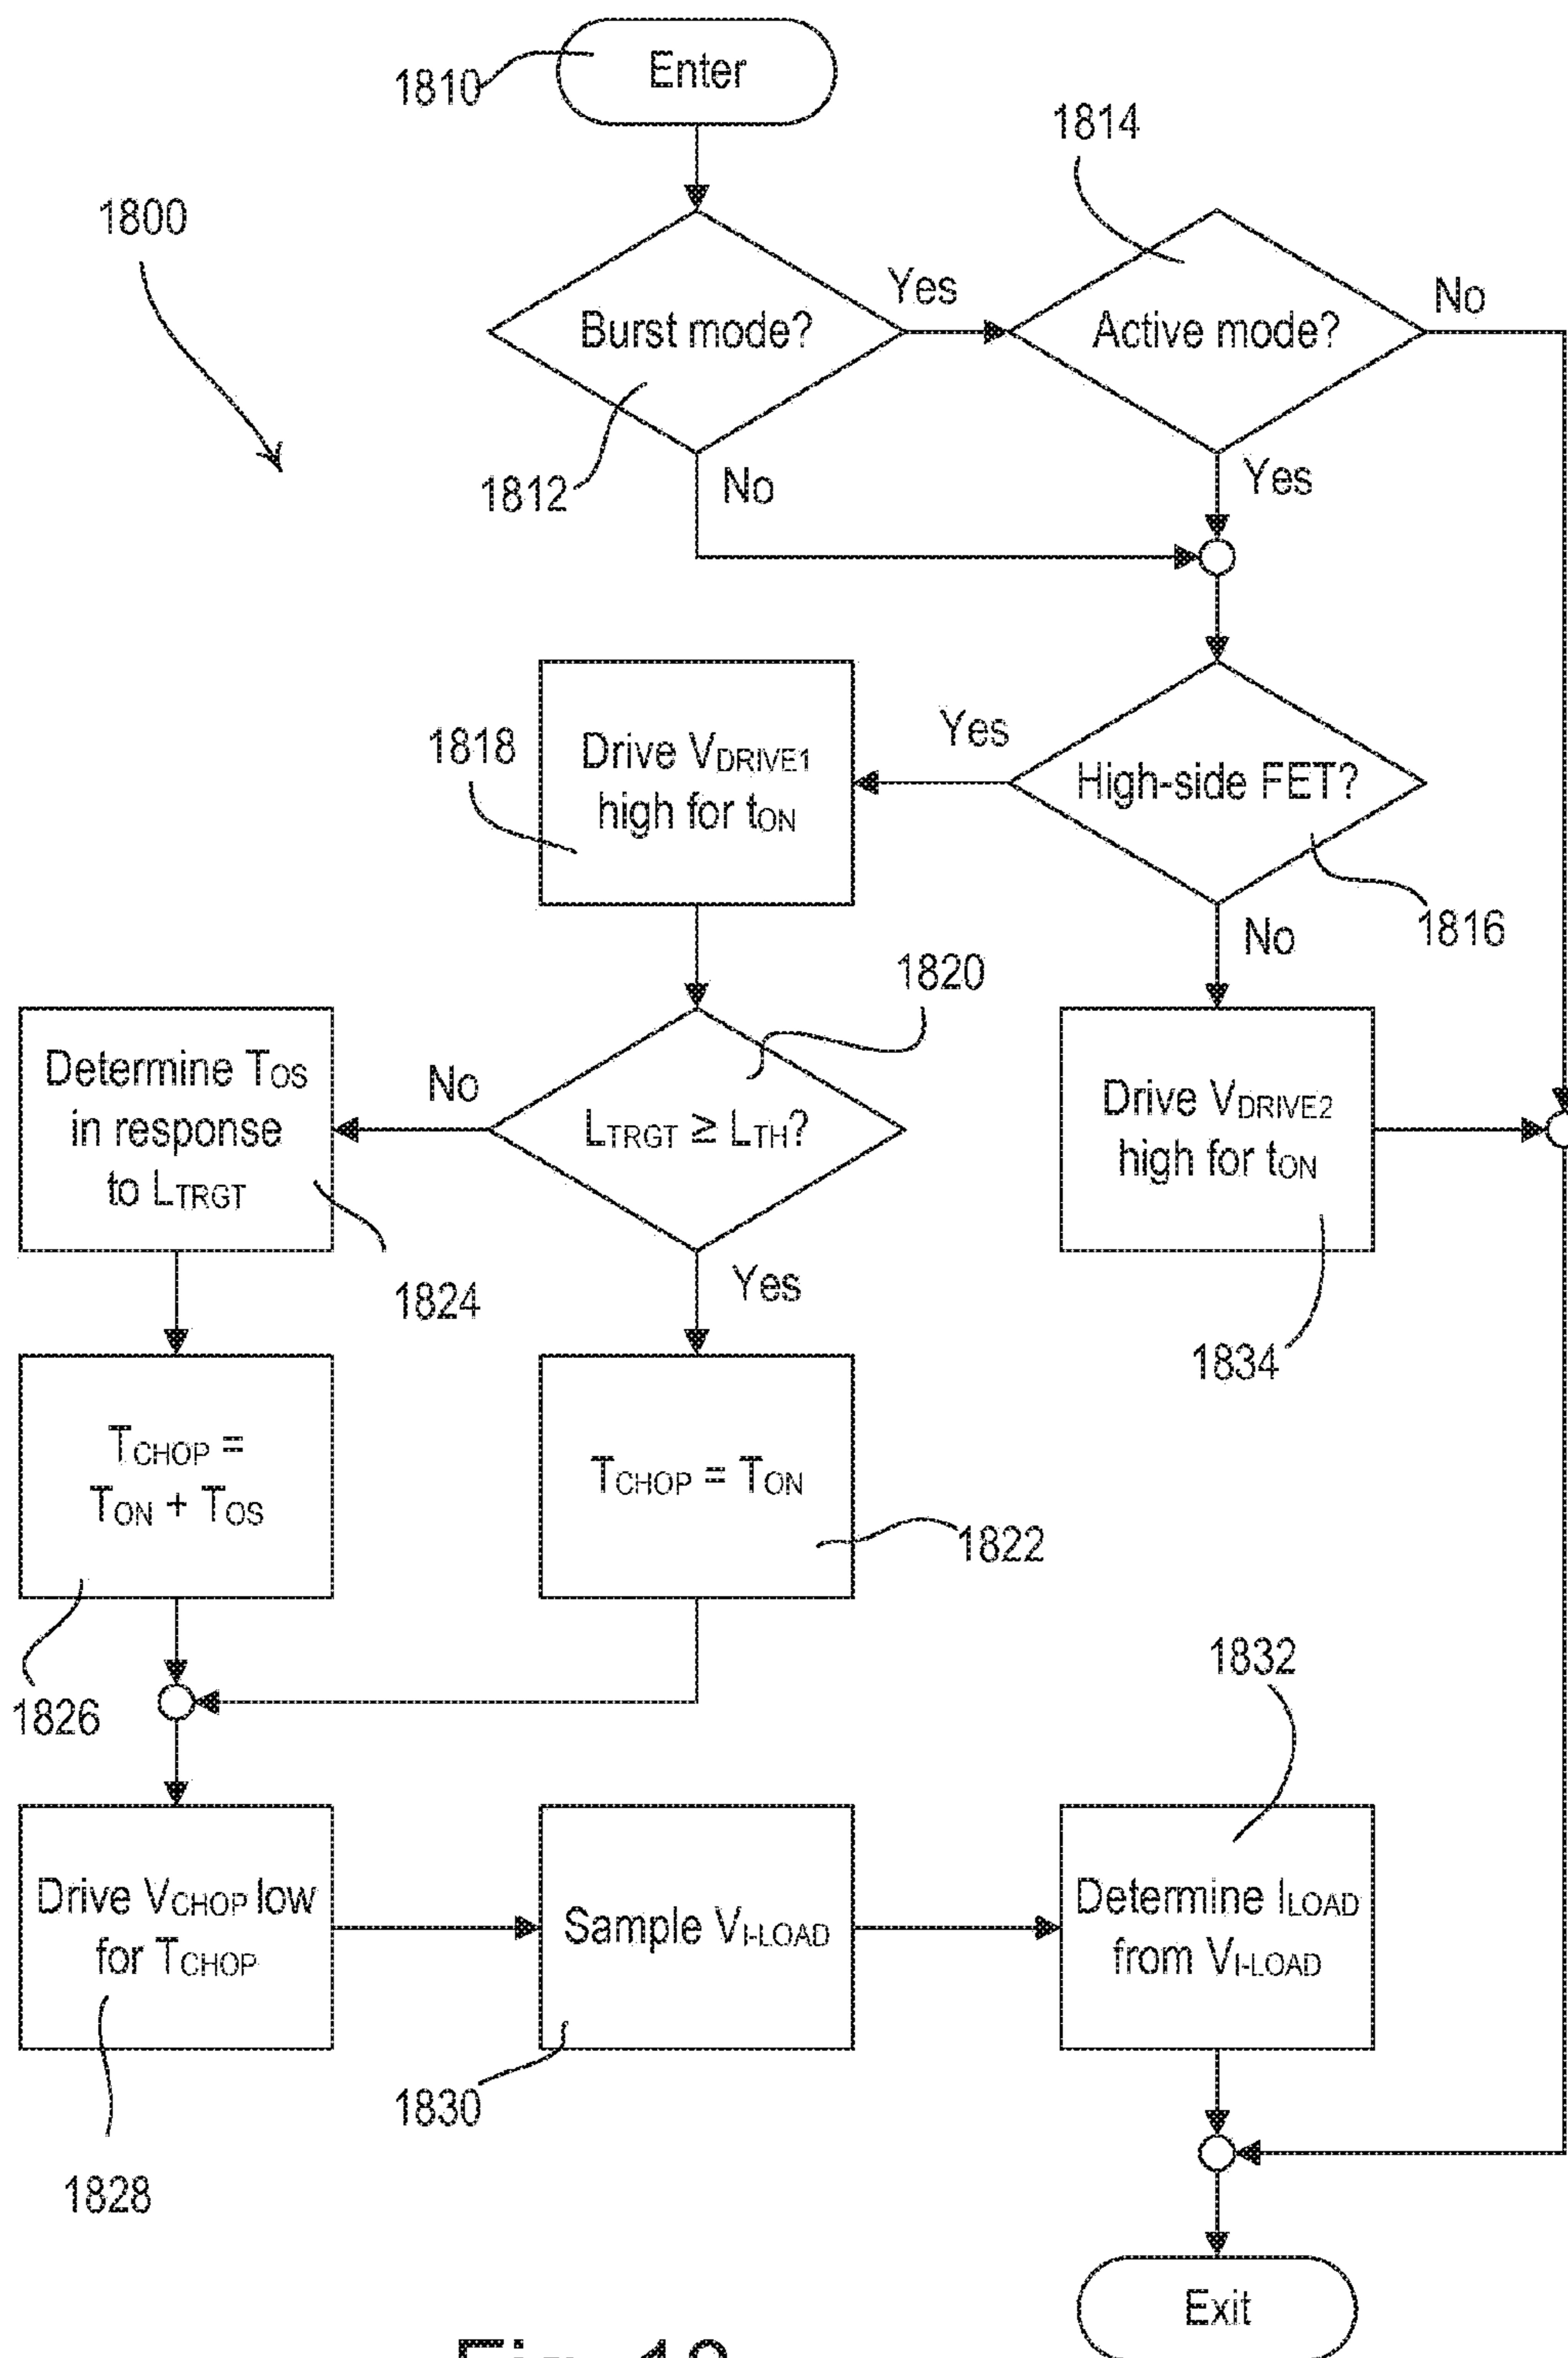 1810
Enter
1814
1800
Burst mode?
Yes
Active mode?
No
1812
No
Yes
1818
Drive VDRIVE1
high for tON
Yes
High-side FET?
1816
No
1820
Determine TOS
in response
to LTRGT
No
LTRGT ≥ LTH?
Drive VDRIVE2
high for tON
1824
Yes
1834
TCHOP =
TON + TOS
TCHOP = TON
1822
1826
1832
Drive VCHOP low
for TCHOP
Sample VI-LOAD
Determine ILOAD
from VI-LOAD
1828
1830
Exit